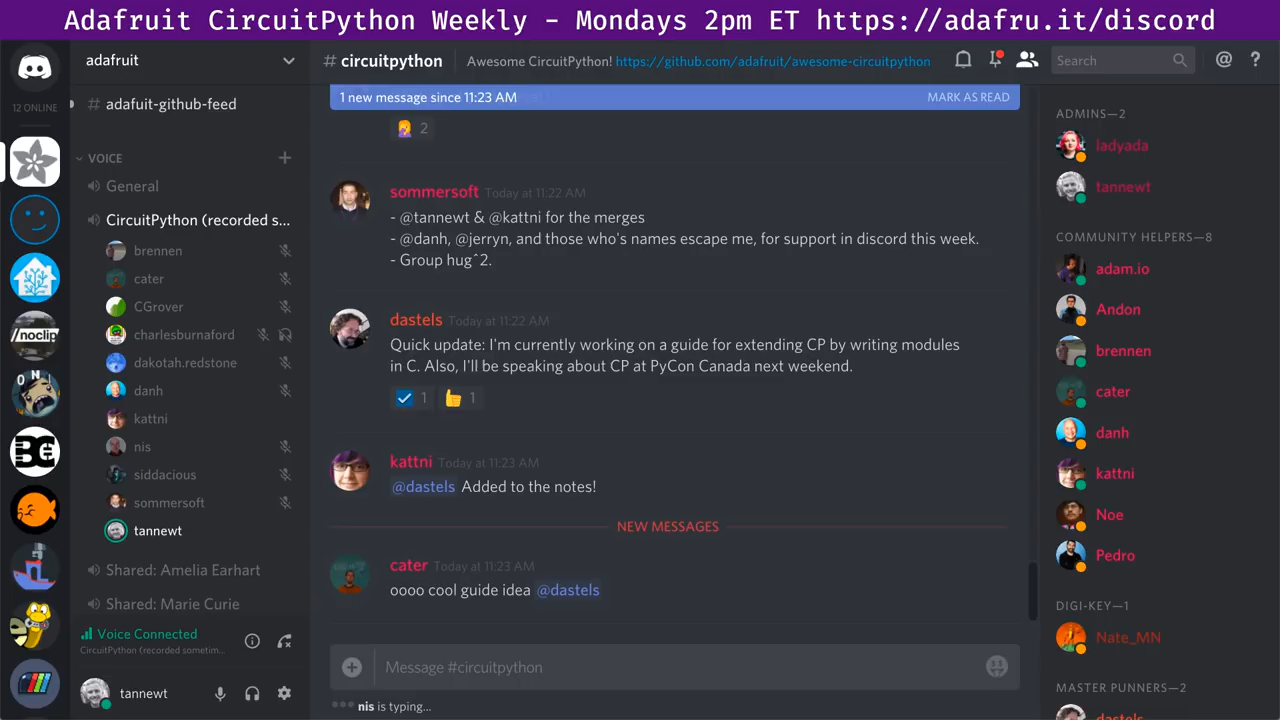 Adafruit CircuitPython Weekly - Mondays 2pm ET https://adafru.it/discord
12 ONLINE
/noclip
adafruit
# adafuit-github-feed
VOICE
General
CircuitPython (recorded s...
brennen
cater
CGrover
charlesburnaford
dakotah.redstone
danh
kattni
nis
siddacious
sommersoft
tannewt
Shared: Amelia Earhart
Shared: Marie Curie
Voice Connected
CircuitPython (recorded sometim...
tannewt
# circuitpython
Awesome CircuitPython! https://github.com/adafruit/awesome-circuitpython
Search
1 new message since 11:23 AM
MARK AS READ
2
sommersoft Today at 11:22 AM
- @tannewt & @kattni for the merges
- @danh, @jerryn, and those who's names escape me, for support in discord this week.
- Group hug^2.
dastels Today at 11:22 AM
Quick update: I'm currently working on a guide for extending CP by writing modules
in C. Also, I'll be speaking about CP at PyCon Canada next weekend.
1 1
kattni Today at 11:23 AM
@dastels Added to the notes!
NEW MESSAGES
cater Today at 11:23 AM
oooo cool guide idea @dastels
Message #circuitpython
nis is typing...
ADMINS—2
ladyada
tannewt
COMMUNITY HELPERS—8
adam.io
Andon
brennen
cater
danh
kattni
Noe
Pedro
DIGI-KEY—1
Nate_MN
MASTER PUNNERS—2
dastels